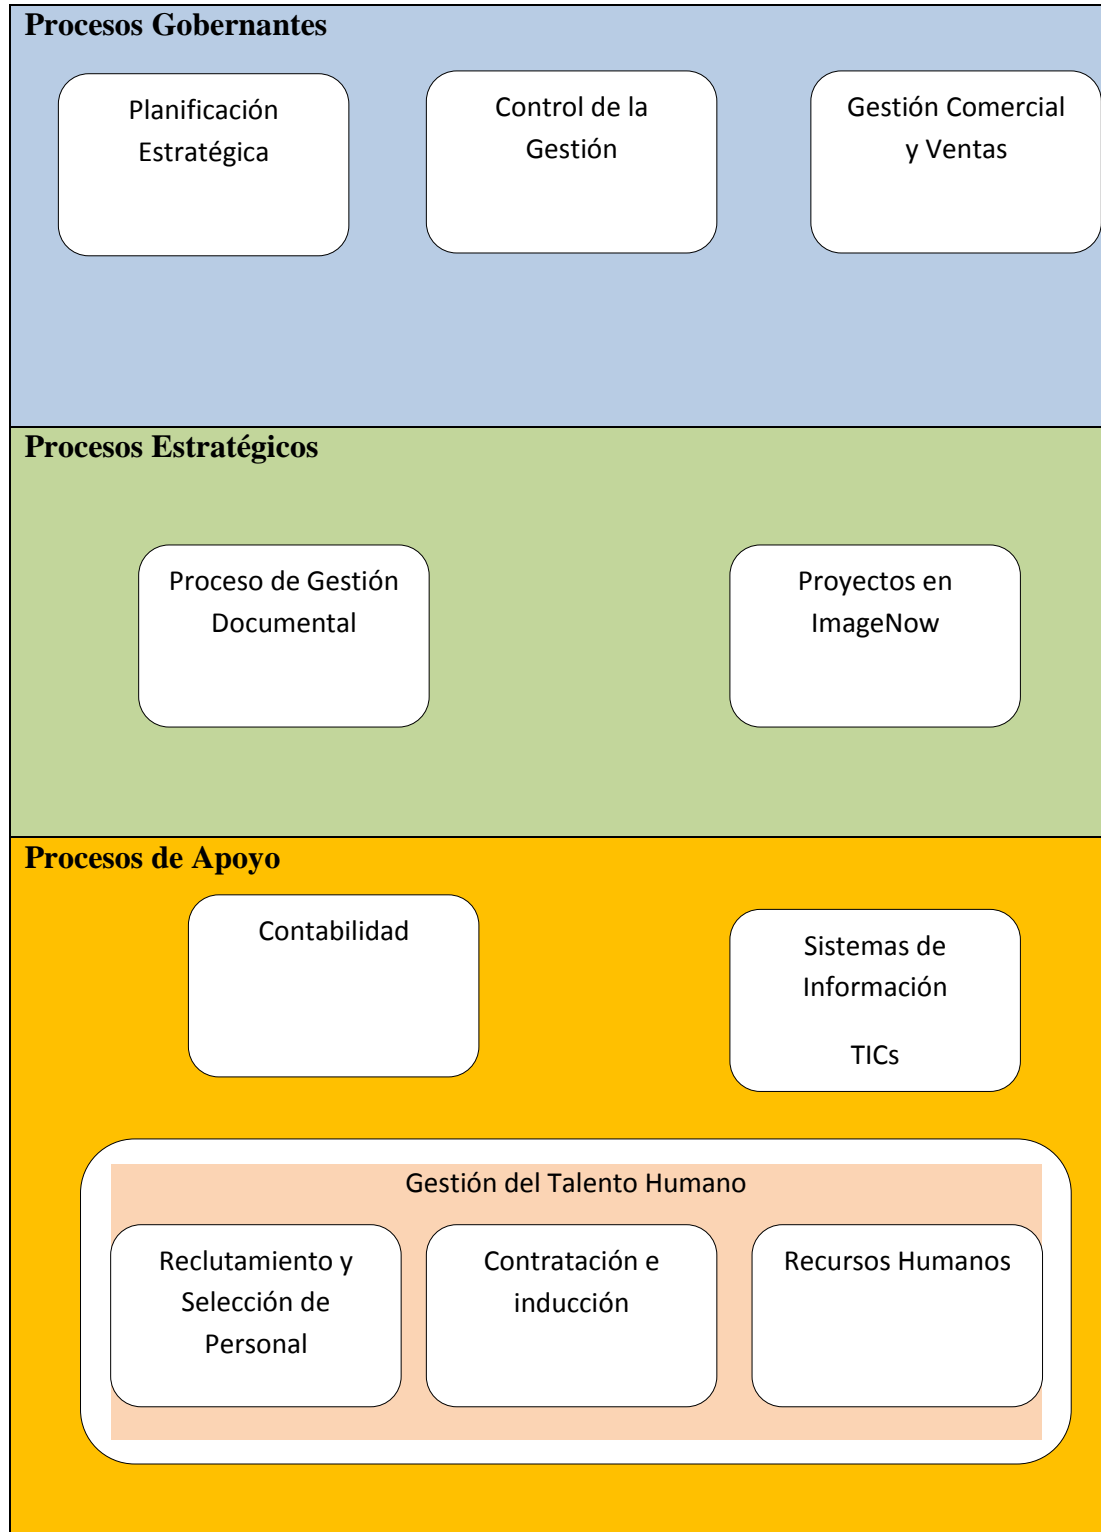 Procesos Gobernantes
Planificación
Estratégica
Control de la
Gestión
Gestión Comercial
y Ventas
Procesos Estratégicos
Proceso de Gestión
Documental
Proyectos en
ImageNow
Procesos de Apoyo
Contabilidad
Sistemas de
Información
TICs
Gestión del Talento Humano
Reclutamiento y
Selección de
Personal
Contratación e
inducción
Recursos Humanos